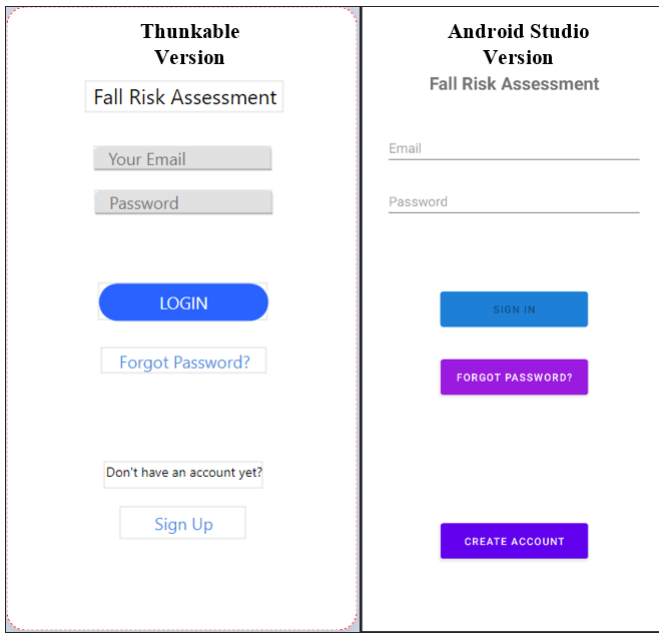 Thunkable
Version
Fall Risk Assessment
Your Email
Password
LOGIN
Forgot Password?
Don't have an account yet?
Sign Up
Android Studio
Version
Fall Risk Assessment
Email
Password
SIGN IN
FORGOT PASSWORD?
CREATE ACCOUNT